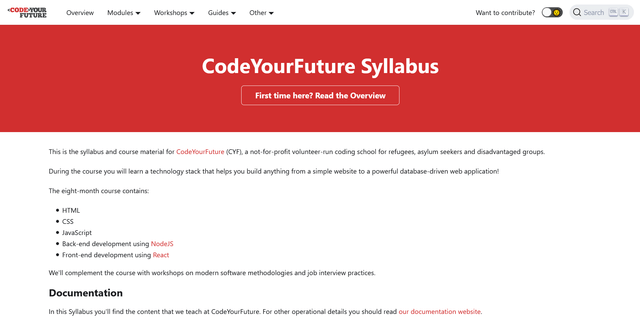 CODE YOUR FUTURE Overview Modules Workshops Guides Other Want to contribute? Search
CodeYourFuture Syllabus
First time here? Read the Overview
This is the syllabus and course material for CodeYourFuture (CYF), a not-for-profit volunteer-run coding school for refugees, asylum seekers and disadvantaged groups.
During the course you will learn a technology stack that helps you build anything from a simple website to a powerful database-driven web application!
The eight-month course contains:
HTML
CSS
JavaScript
Back-end development using NodeJS
Front-end development using React
We'll complement the course with workshops on modern software methodologies and job interview practices.
Documentation
In this Syllabus you'll find the content that we teach at CodeYourFuture. For other operational details you should read our documentation website.